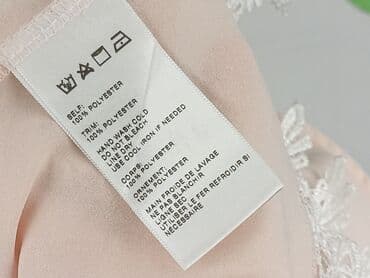 SELF:
100% POLYESTER
TRIM:
100% POLYESTER
HAND WASH COLD
DO NOT BLEACH
LINE DRY
USE COOL IRON IF NEEDED
CORPS:
100% POLYESTER
ORNEMENT:
100% POLYESTER
MAIN FROIDE DE LAVAGE
NE PAS BLANCHIR
LIGNE SEC
UTILISER LE FER REFROIDIR SI
NÉCESSAIRE